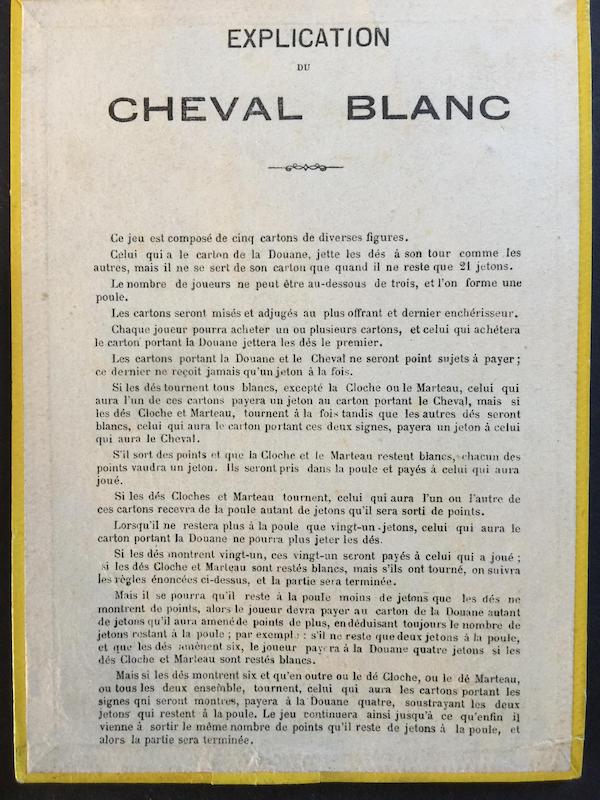 EXPLICATION
DU
CHEVAL BLANC
Ce jeu est composé de cinq cartons de diverses figures.
Celui qui a le carton de la Douane, jette les dés à son tour comme les
autres, mais il ne se sert de son carton que quand il ne reste que 21 jetons.
Le nombre de joueurs ne peut être au-dessous de trois, et l'on forme une
poule.
Les cartons seront misés et adjugés au plus offrant et dernier enchérisseur.
Chaque joueur pourra acheter un ou plusieurs cartons, et celui qui achétera
le carton portant la Douane jettera les dés le premier.
Les cartons portant la Douane et le Cheval ne seront point sujets à payer ;
ce dernier ne reçoit jamais qu'un jeton à la fois.
Si les dés tournent tous blancs, excepté la Cloche ou le Marteau, celui qui
aura l'un de ces cartons payera un jeton au carton portant le Cheval, mais si
les dés Cloche et Marteau, tournent à la fois tandis que les autres dés seront
blancs, celui qui aura le carton portant ces deux signes, payera un jeton à celui
qui aura le Cheval.
S'il sort des points et que la Cloche et le Marteau restent blancs, chacun des
points vaudra un jeton. Ils seront pris dans la poule et payés à celui qui aura
joué.
Si les dés Cloches et Marteau tournent, celui qui aura l'un ou l'autre de
ces cartons recevra de la poule autant de jetons qu'il sera sorti de points.
Lorsqu'il ne restera plus à la poule que vingt-un-jetons, celui qui aura le
carton portant la Douane ne pourra plus jeter les dés.
Si les dés montrent vingt-un, ces vingt-un seront payés à celui qui a joué ;
si les dés Cloche et Marteau sont restés blancs, mais s'ils ont tourné, on suivra
les règles énoncées ci-dessus, et la partie sera terminée.
Mais il se pourra qu'il reste à la poule moins de jetons que les dés ne
montrent de points, alors le joueur devra payer au carton de la Douane autant
de jetons qu'il aura amené de points de plus, en déduisant toujours le nombre de
jetons restant à la poule ; par exemple : s'il ne reste que deux jetons à la poule,
et que les dés amènent six, le joueur payera à la Douane quatre jetons si les
dés Cloche et Marteau sont restés blancs.
Mais si les dés montrent six et qu'en outre ou le dé Cloche, ou le dé Marteau,
ou tous les deux ensemble, tournent, celui qui aura les cartons portant les
signes qni seront montrés, payera à la Douane quatre, soustrayant les deux
jetons qui restent à la poule. Le jeu continuera ainsi jusqu'à ce qu'enfin il
vienne à sortir le même nombre de points qu'il reste de jetons à la poule, et
alors la partie sera terminée.